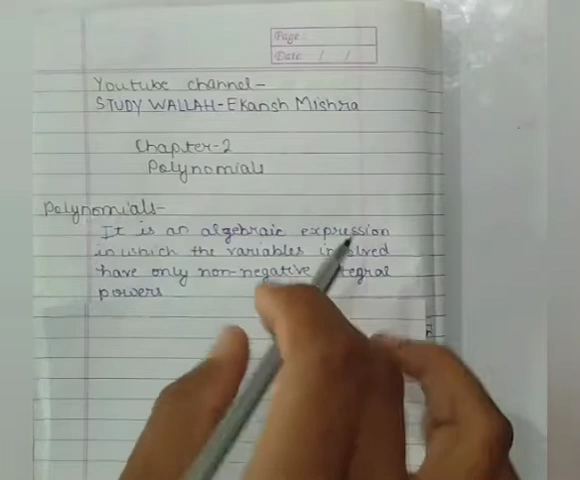 Page:
Date / /
Youtube channel-
STUDY WALLAH-Ekansh Mishra
Chapter-2
Polynomials
Polynomials-
It is an algebraic expression
in which the variables involved
have only non-negative integral
powers